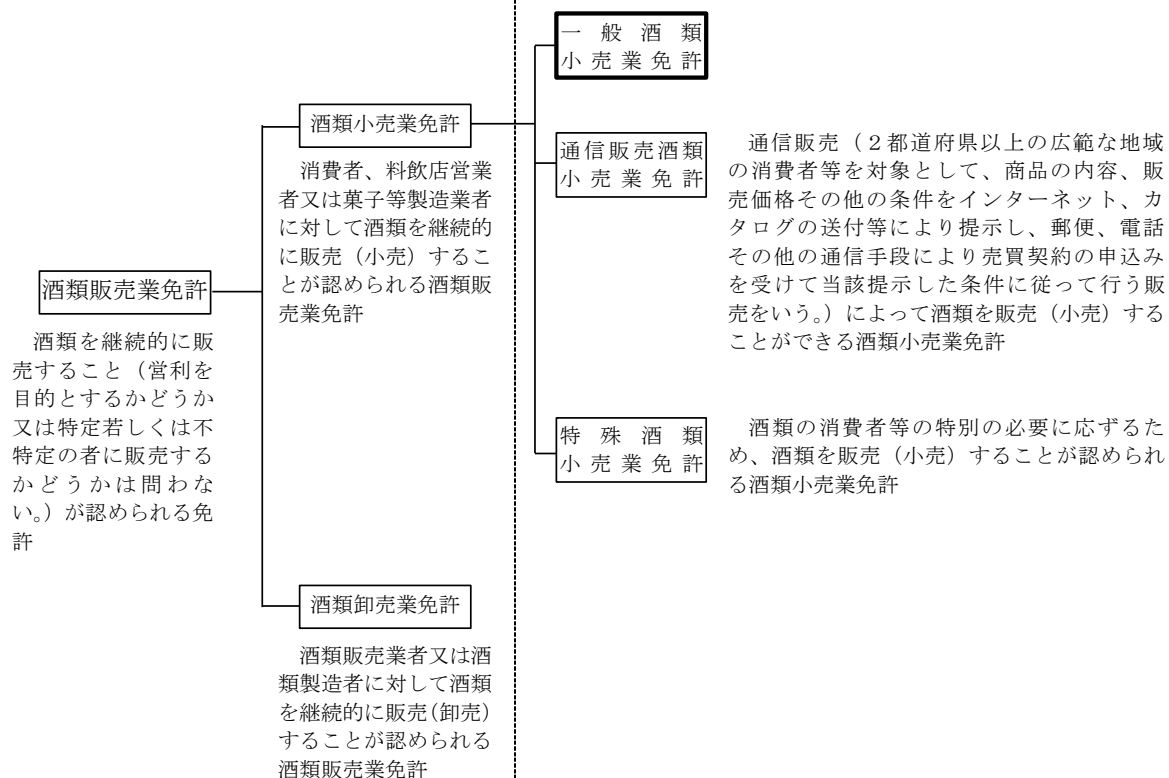 酒類販売業免許
酒類を継続的に販
売すること（営利を
目的とするかどうか
又は特定若しくは不
特定の者に販売する
かどうかは問わな
い。）が認められる免
許
酒類小売業免許
消費者、料飲店営業
者又は菓子等製造業者
に対して酒類を継続的
に販売（小売）するこ
とが認められる酒類販
売業免許
酒類卸売業免許
酒類販売業者又は酒
類製造者に対して酒類
を継続的に販売（卸売）
することが認められる
酒類販売業免許
一般酒類
小売業免許
通信販売酒類
小売業免許
通信販売（２都道府県以上の広範な地域
の消費者等を対象として、商品の内容、販
売価格その他の条件をインターネット、カ
タログの送付等により提示し、郵便、電話
その他の通信手段により売買契約の申込み
を受けて当該提示した条件に従って行う販
売をいう。）によって酒類を販売（小売）する
ことができる酒類小売業免許
特殊酒類
小売業免許
酒類の消費者等の特別の必要に応ずるた
め、酒類を販売（小売）することが認められ
る酒類小売業免許